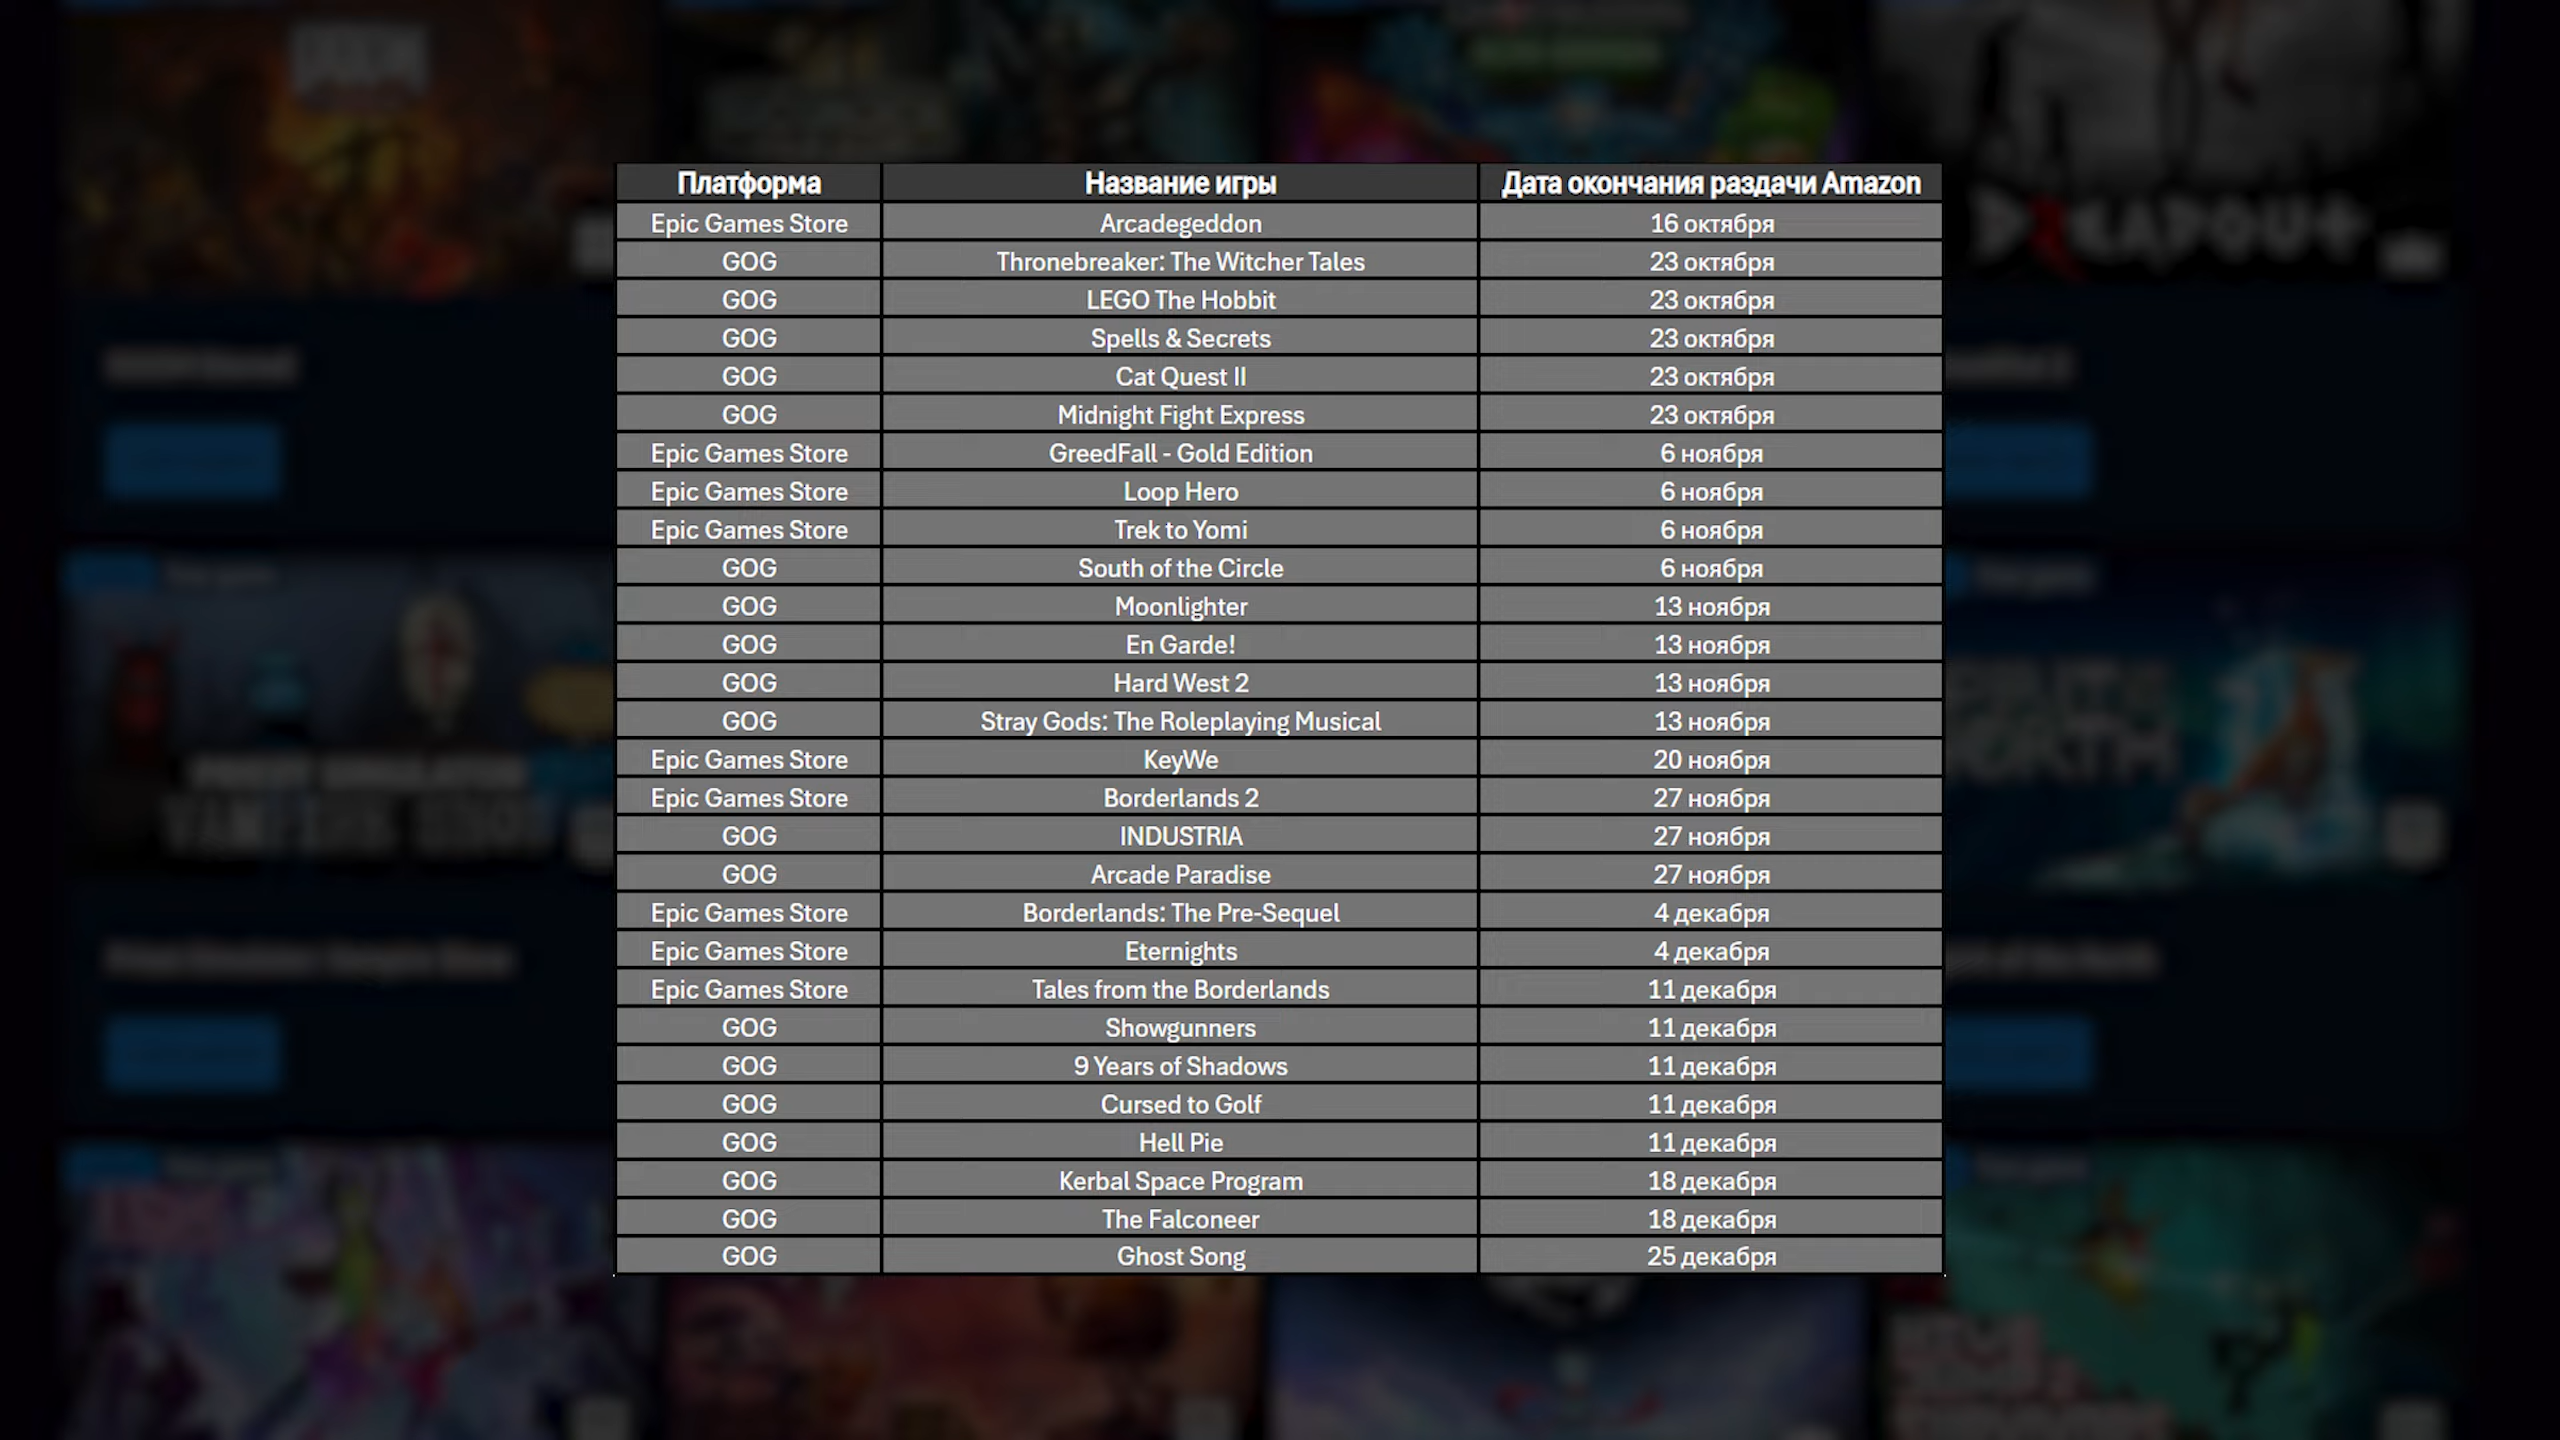 Платформа Название игры Дата окончания раздачи Amazon
Epic Games Store Arcadegeddon 16 октября
GOG Thronebreaker: The Witcher Tales 23 октября
GOG LEGO The Hobbit 23 октября
GOG Spells & Secrets 23 октября
GOG Cat Quest II 23 октября
GOG Midnight Fight Express 23 октября
Epic Games Store GreedFall - Gold Edition 6 ноября
Epic Games Store Loop Hero 6 ноября
Epic Games Store Trek to Yomi 6 ноября
GOG South of the Circle 6 ноября
GOG Moonlighter 13 ноября
GOG En Garde! 13 ноября
GOG Hard West 2 13 ноября
GOG Stray Gods: The Roleplaying Musical 13 ноября
Epic Games Store KeyWe 20 ноября
Epic Games Store Borderlands 2 27 ноября
GOG INDUSTRIA 27 ноября
GOG Arcade Paradise 27 ноября
Epic Games Store Borderlands: The Pre-Sequel 4 декабря
Epic Games Store Eternights 4 декабря
Epic Games Store Tales from the Borderlands 11 декабря
GOG Showgunners 11 декабря
GOG 9 Years of Shadows 11 декабря
GOG Cursed to Golf 11 декабря
GOG Hell Pie 11 декабря
GOG Kerbal Space Program 18 декабря
GOG The Falconeer 18 декабря
GOG Ghost Song 25 декабря